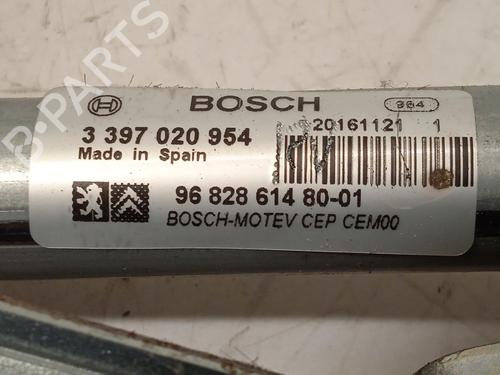 BOSCH
364
3 397 020 954
20161121 1
Made in Spain
96 828 614 80-01
BOSCH-MOTEV CEP CEM00
B-PARTS